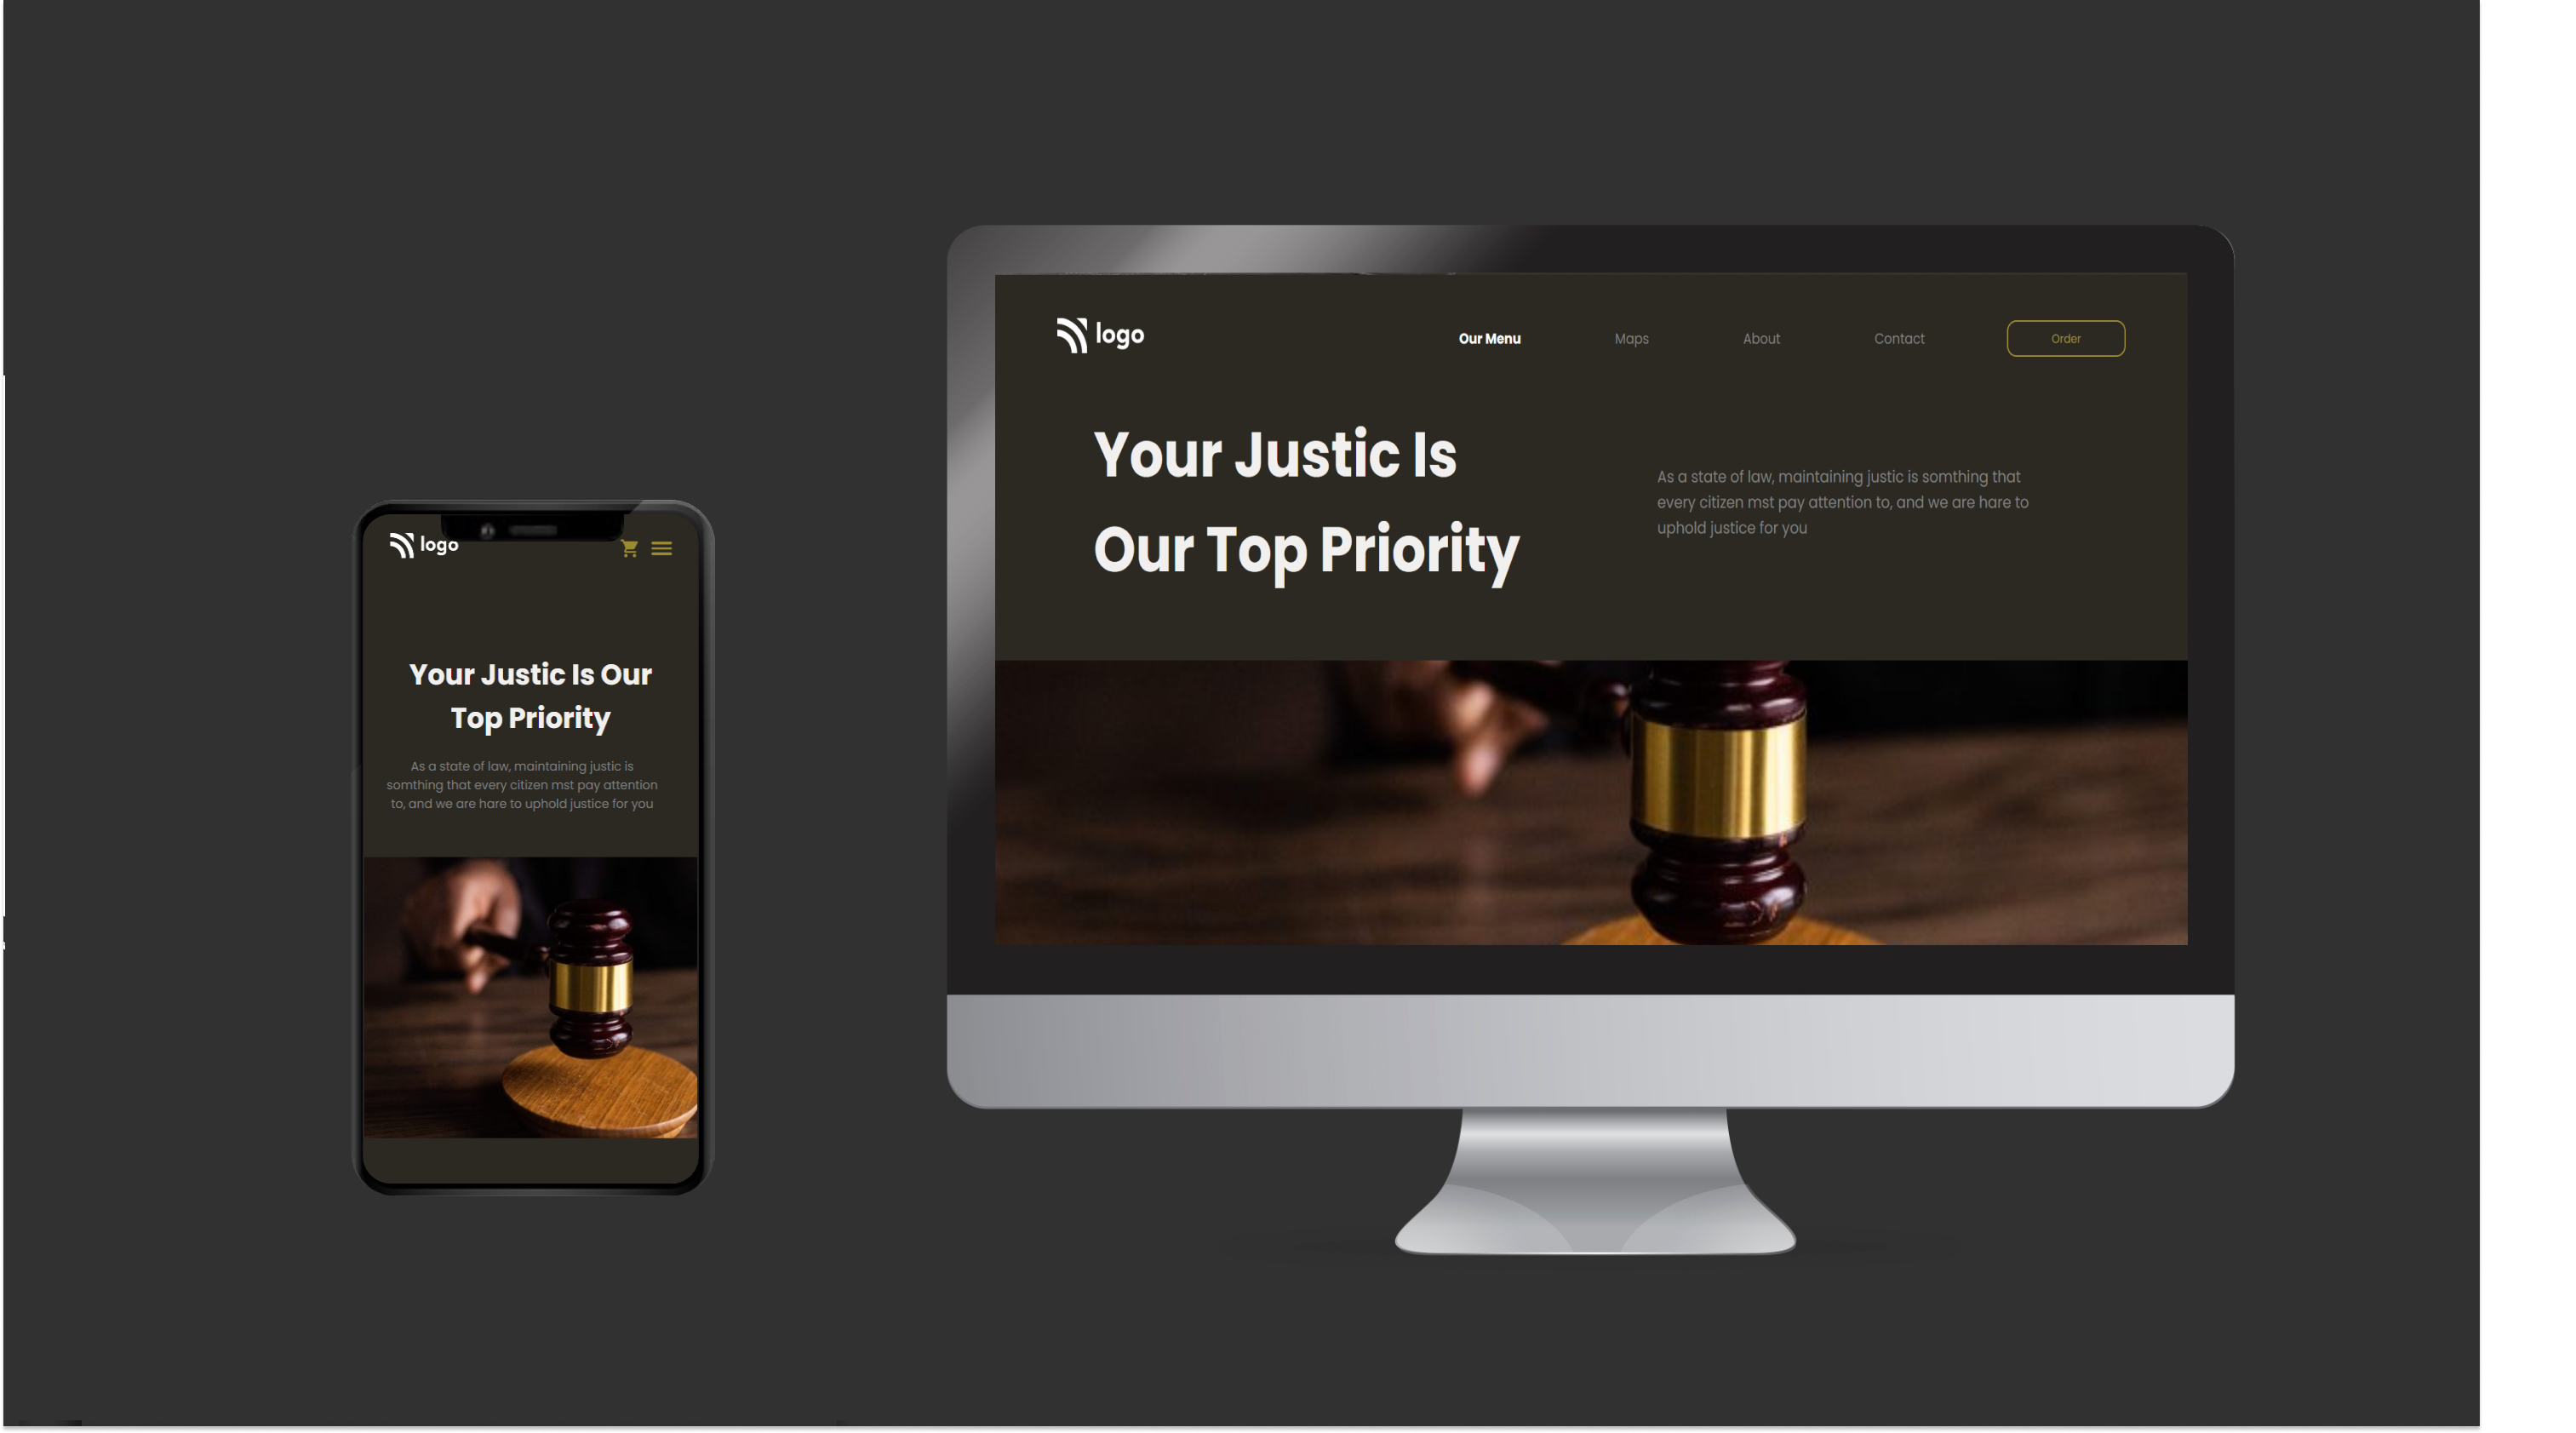 logo
Your Justic Is Our
Top Priority
As a state of law, maintaining justic is
somthing that every citizen mst pay attention
to, and we are hare to uphold justice for you
logo
Our Menu
Maps
About
Contact
Order
Your Justic Is
Our Top Priority
As a state of law, maintaining justic is somthing that
every citizen mst pay attention to, and we are hare to
uphold justice for you